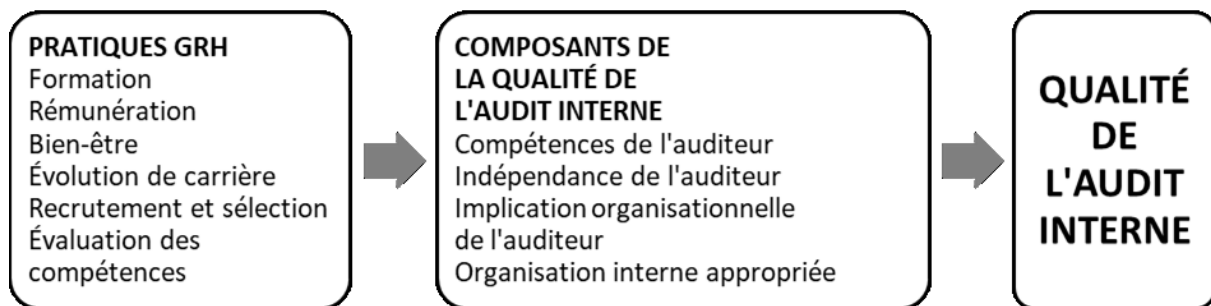 PRATIQUES GRH
Formation
Rémunération
Bien-être
Évolution de carrière
Recrutement et sélection
Évaluation des
compétences
COMPOSANTS DE
LA QUALITÉ DE
L'AUDIT INTERNE
Compétences de l'auditeur
Indépendance de l'auditeur
Implication organisationnelle
de l'auditeur
Organisation interne appropriée
QUALITÉ
DE
L'AUDIT
INTERNE